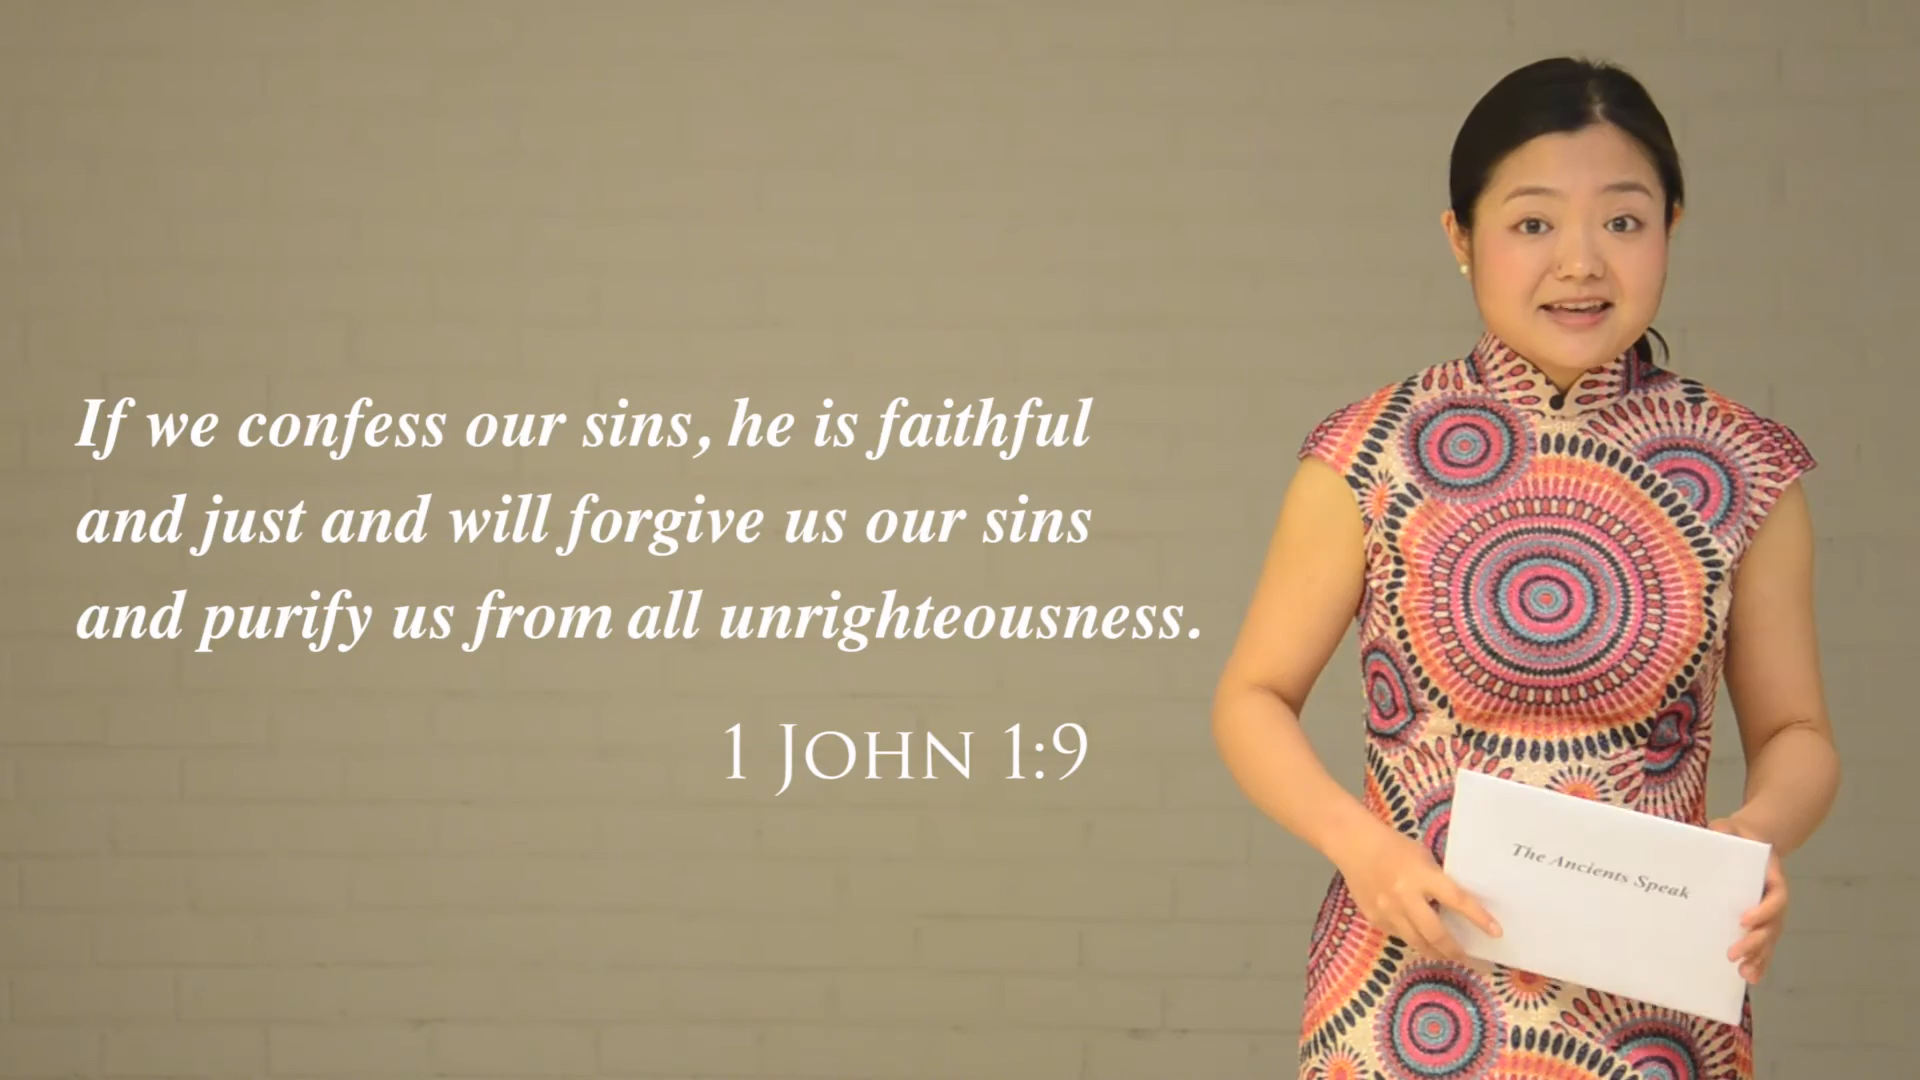 If we confess our sins, he is faithful
and just and will forgive us our sins
and purify us from all unrighteousness.
1 John 1:9
The Ancients Speak